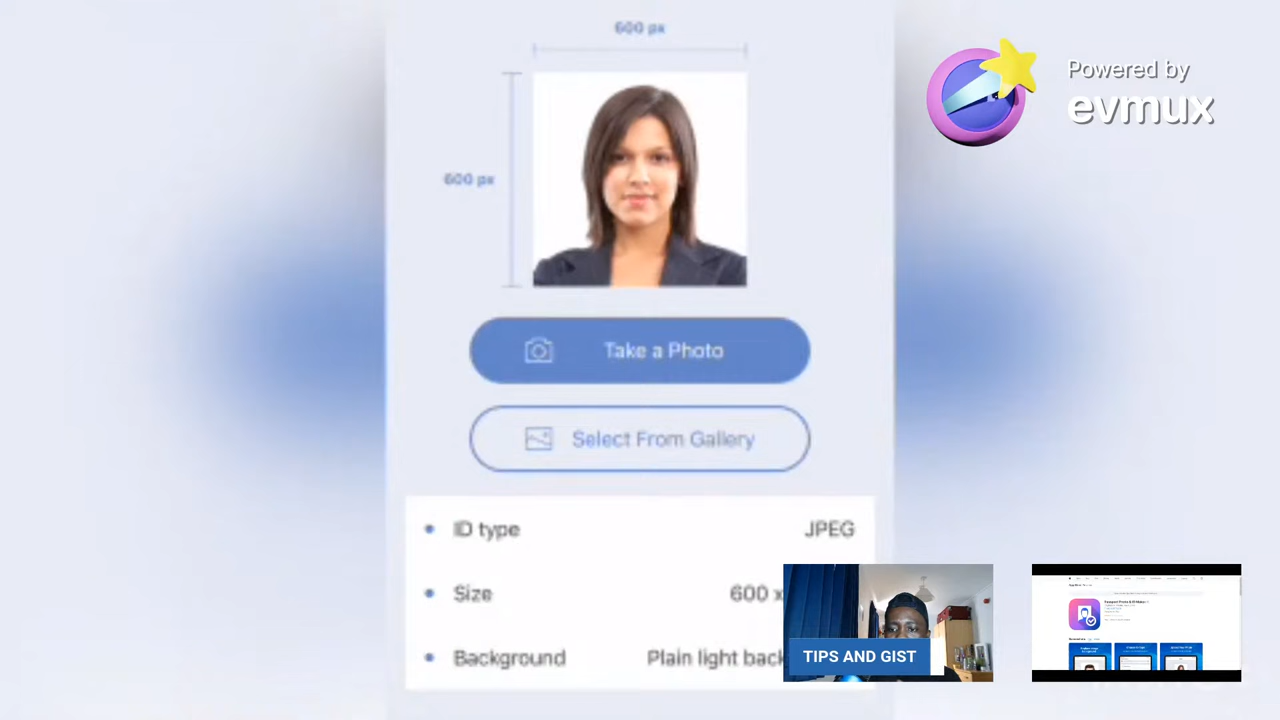 600 px
Powered by
evmux
600 px
Take a Photo
Select From Gallery
ID type JPEG
Size 600 x
Background Plain light back
TIPS AND GIST